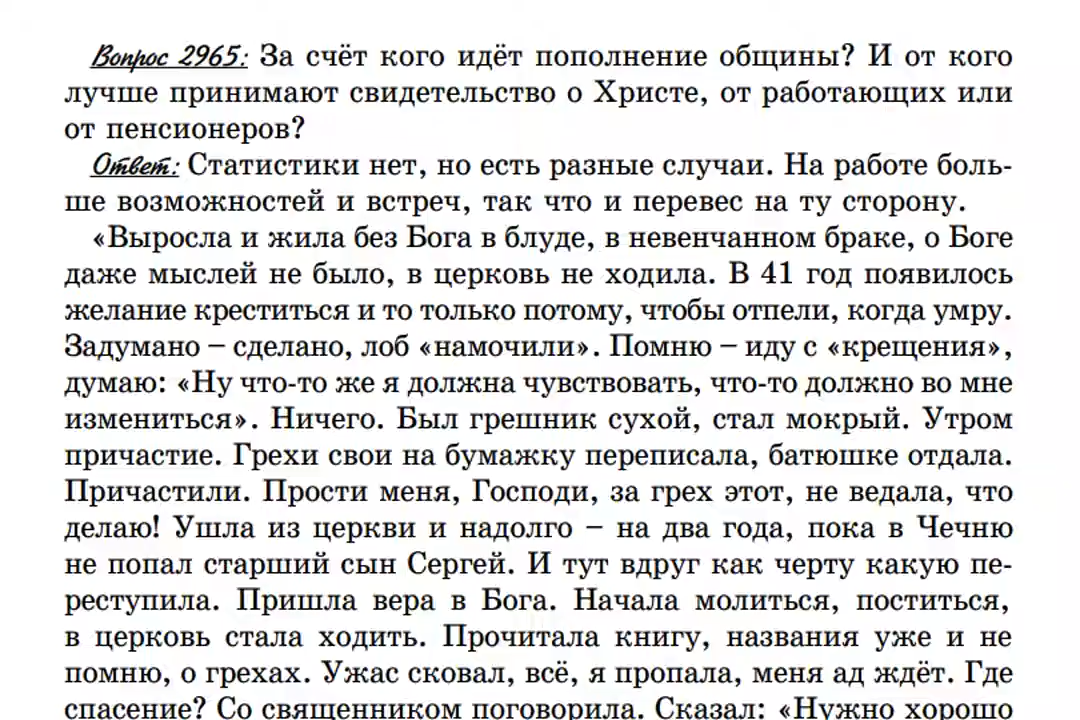 Вопрос 2965: За счёт кого идёт пополнение общины? И от кого
лучше принимают свидетельство о Христе, от работающих или
от пенсионеров?
Ответ: Статистики нет, но есть разные случаи. На работе боль-
ше возможностей и встреч, так что и перевес на ту сторону.
«Выросла и жила без Бога в блуде, в невенчанном браке, о Боге
даже мыслей не было, в церковь не ходила. В 41 год появилось
желание креститься и то только потому, чтобы отпели, когда умру.
Задумано – сделано, лоб «намочили». Помню – иду с «крещения»,
думаю: «Ну что-то же я должна чувствовать, что-то должно во мне
измениться». Ничего. Был грешник сухой, стал мокрый. Утром
причастие. Грехи свои на бумажку переписала, батюшке отдала.
Причастили. Прости меня, Господи, за грех этот, не ведала, что
делаю! Ушла из церкви и надолго – на два года, пока в Чечню
не попал старший сын Сергей. И тут вдруг как черту какую пе-
реступила. Пришла вера в Бога. Начала молиться, поститься,
в церковь стала ходить. Прочитала книгу, названия уже и не
помню, о грехах. Ужас сковал, всё, я пропала, меня ад ждёт. Где
спасение? Со священником поговорила. Сказал: «Нужно хорошо